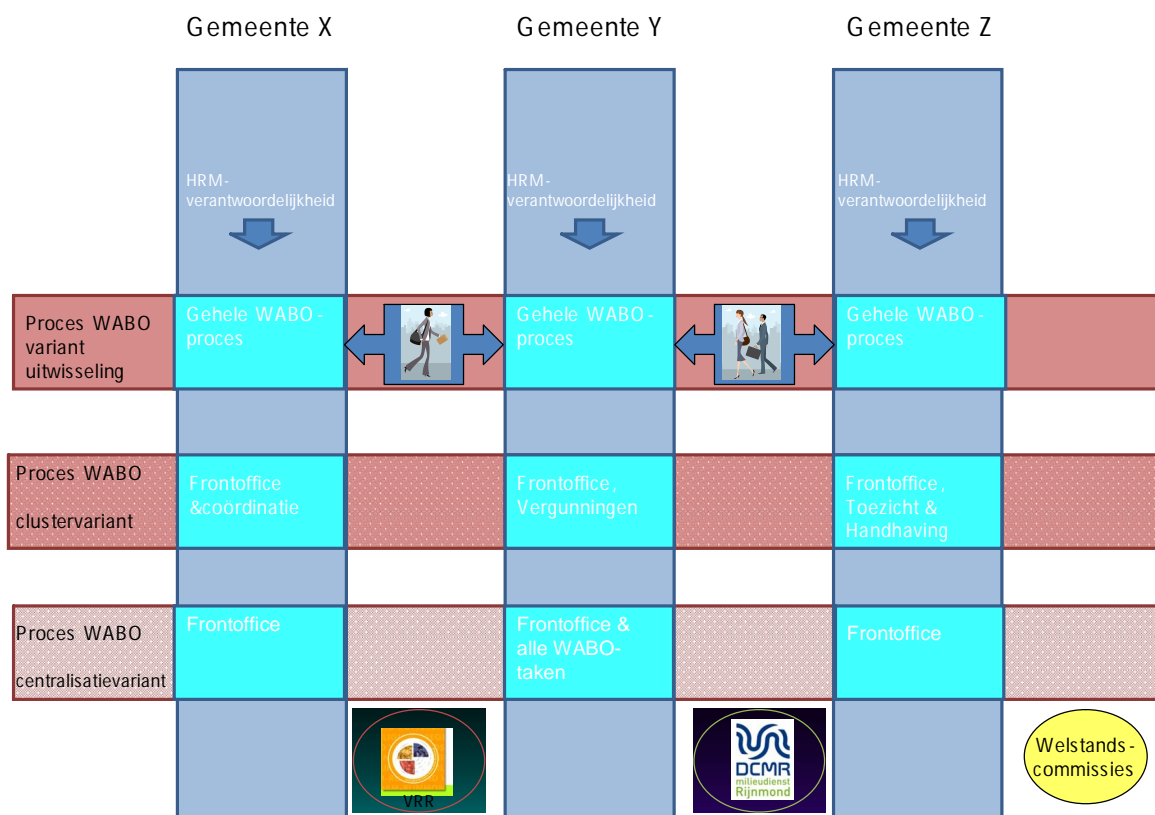 Gemeente X
Gemeente Y
Gemeente Z
HRM-
verantwoordelijkheid
HRM-
verantwoordelijkheid
HRM-
verantwoordelijkheid
Proces WABO
variant
uitwisseling
Gehele WABO-
proces
Gehele WABO-
proces
Gehele WABO-
proces
Proces WABO
clustervariant
Frontoffice
&coördinatie
Frontoffice,
Vergunningen
Frontoffice,
Toezicht &
Handhaving
Proces WABO
centralisatievariant
Frontoffice
Frontoffice &
alle WABO-
taken
Frontoffice
VRR
DCMR
milieudienst
Rijnmond
Welstands-
commissies